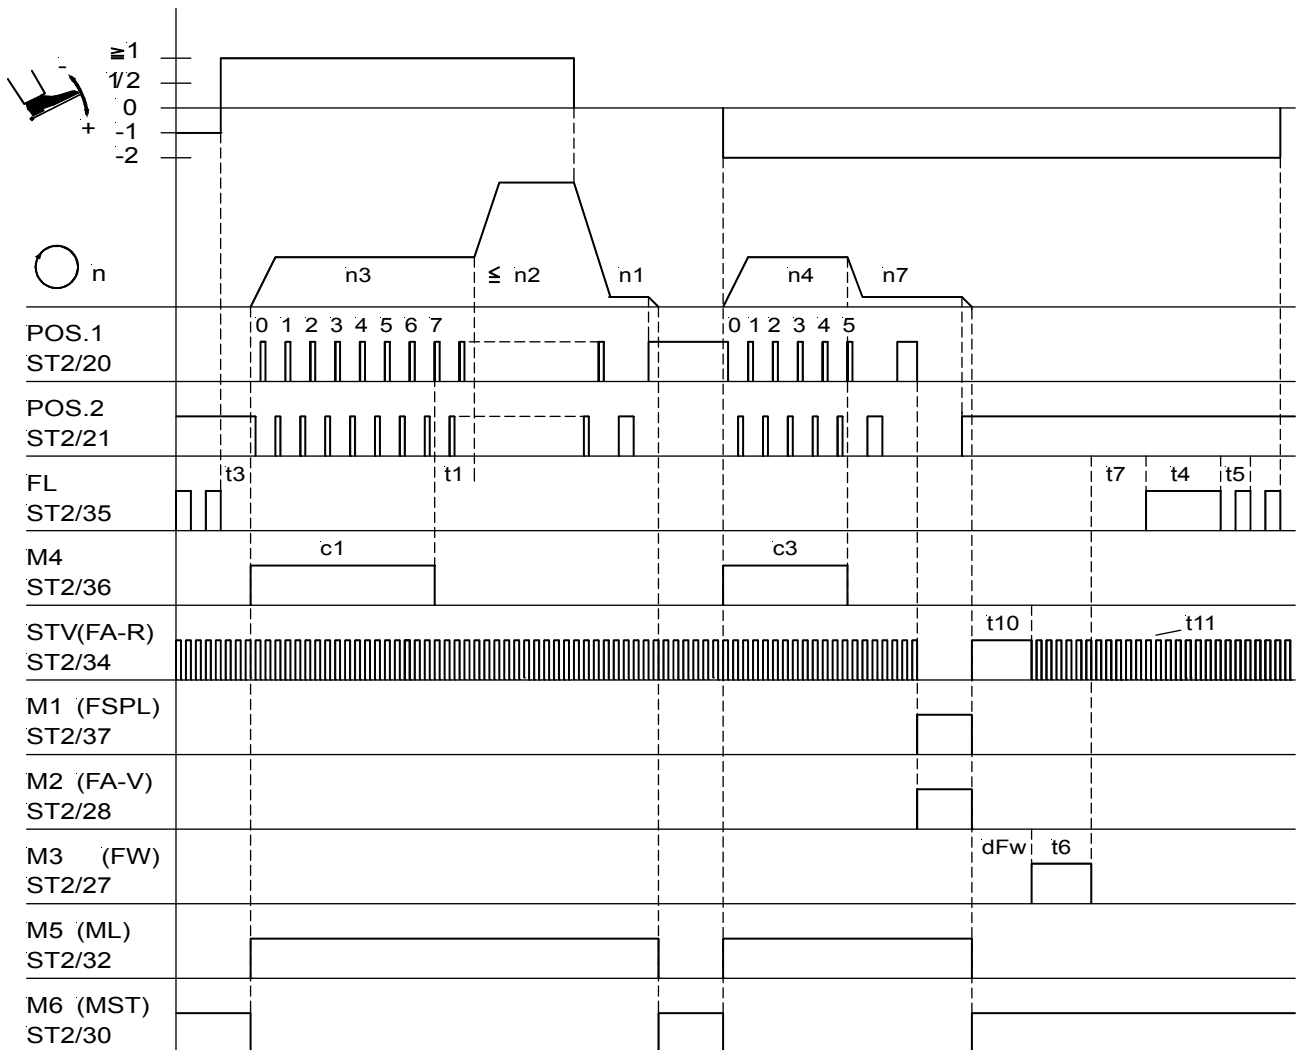 ≧1
1/2
0
-1
-2
-
+
n
n3
≦ n2
n1
n4
n7
POS.1
ST2/20
0 1 2 3 4 5 6 7
0 1 2 3 4 5
POS.2
ST2/21
FL
ST2/35
t3
t1
t7
t4
t5
M4
ST2/36
c1
c3
STV(FA-R)
ST2/34
t10
t11
M1 (FSPL)
ST2/37
M2 (FA-V)
ST2/28
M3 (FW)
ST2/27
dFw
t6
M5 (ML)
ST2/32
M6 (MST)
ST2/30